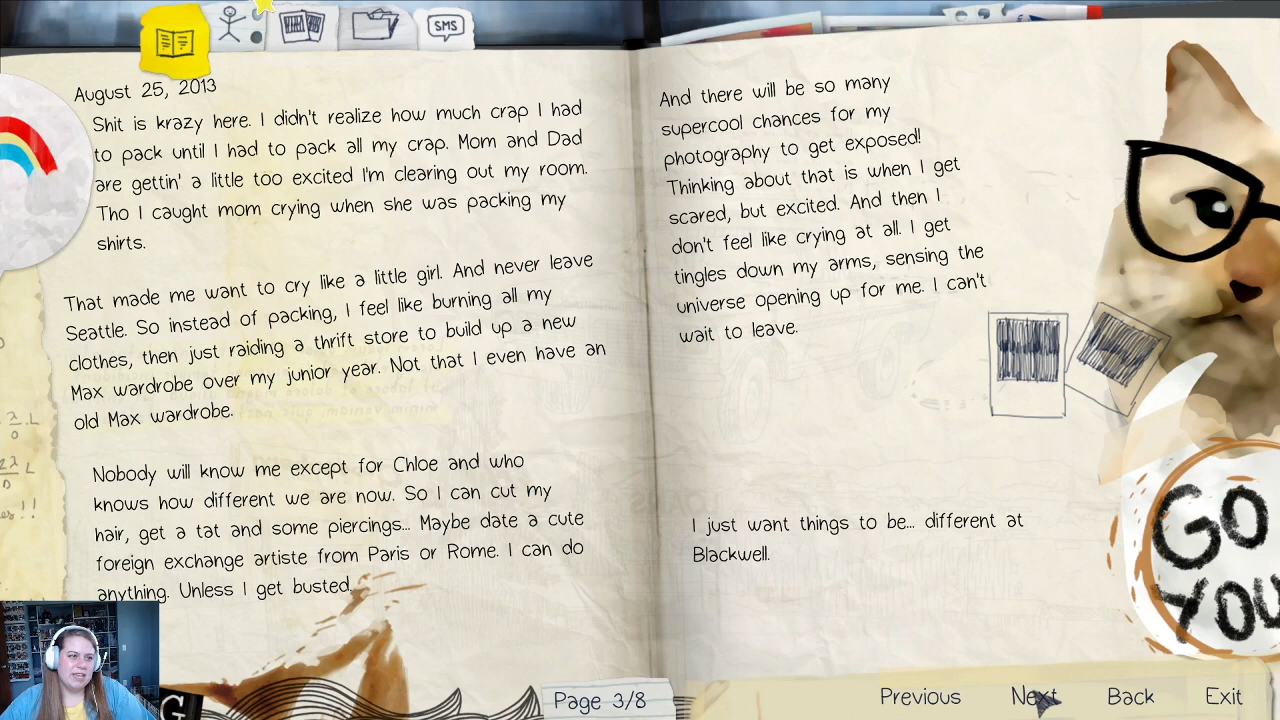 SMS
August 25, 2013
Shit is krazy here. I didn't realize how much crap I had
to pack until I had to pack all my crap. Mom and Dad
are gettin' a little too excited I'm clearing out my room.
Tho I caught mom crying when she was packing my
shirts.
That made me want to cry like a little girl. And never leave
Seattle. So instead of packing, I feel like burning all my
clothes, then just raiding a thrift store to build up a new
Max wardrobe over my junior year. Not that I even have an
old Max wardrobe.
Nobody will know me except for Chloe and who
knows how different we are now. So I can cut my
hair, get a tat and some piercings... Maybe date a cute
foreign exchange artiste from Paris or Rome. I can do
anything. Unless I get busted.
And there will be so many
supercool chances for my
photography to get exposed!
Thinking about that is when I get
scared, but excited. And then I
don't feel like crying at all. I get
tingles down my arms, sensing the
universe opening up for me. I can't
wait to leave.
I just want things to be... different at
Blackwell.
GO
YOU
Page 3/8
Previous
Next
Back
Exit